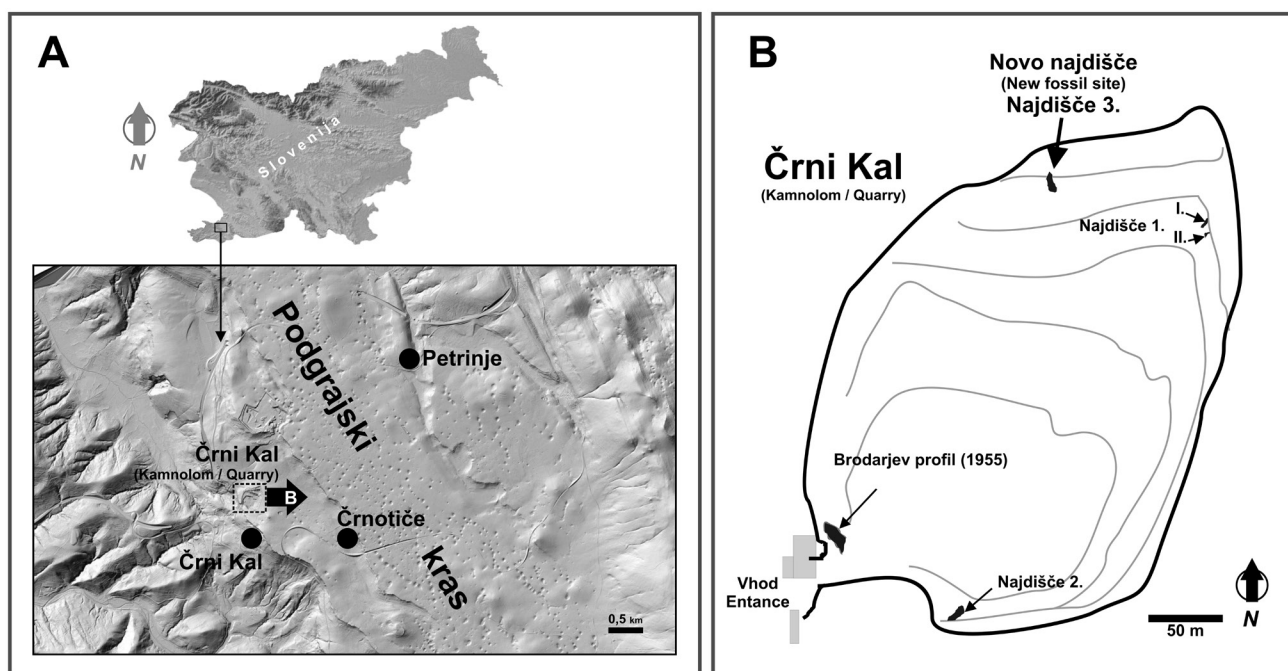 A
N
Slovenija
Podgrajski
kras
Petrinje
Črni Kal
(Kamnolom / Quarry)
B
Črnotiče
Črni Kal
0,5 km
B
Novo najdišče
(New fossil site)
Najdišče 3.
Črni Kal
(Kamnolom / Quarry)
I.
Najdišče 1.
II.
Brodarjev profil (1955)
Vhod
Entance
Najdišče 2.
50 m
N